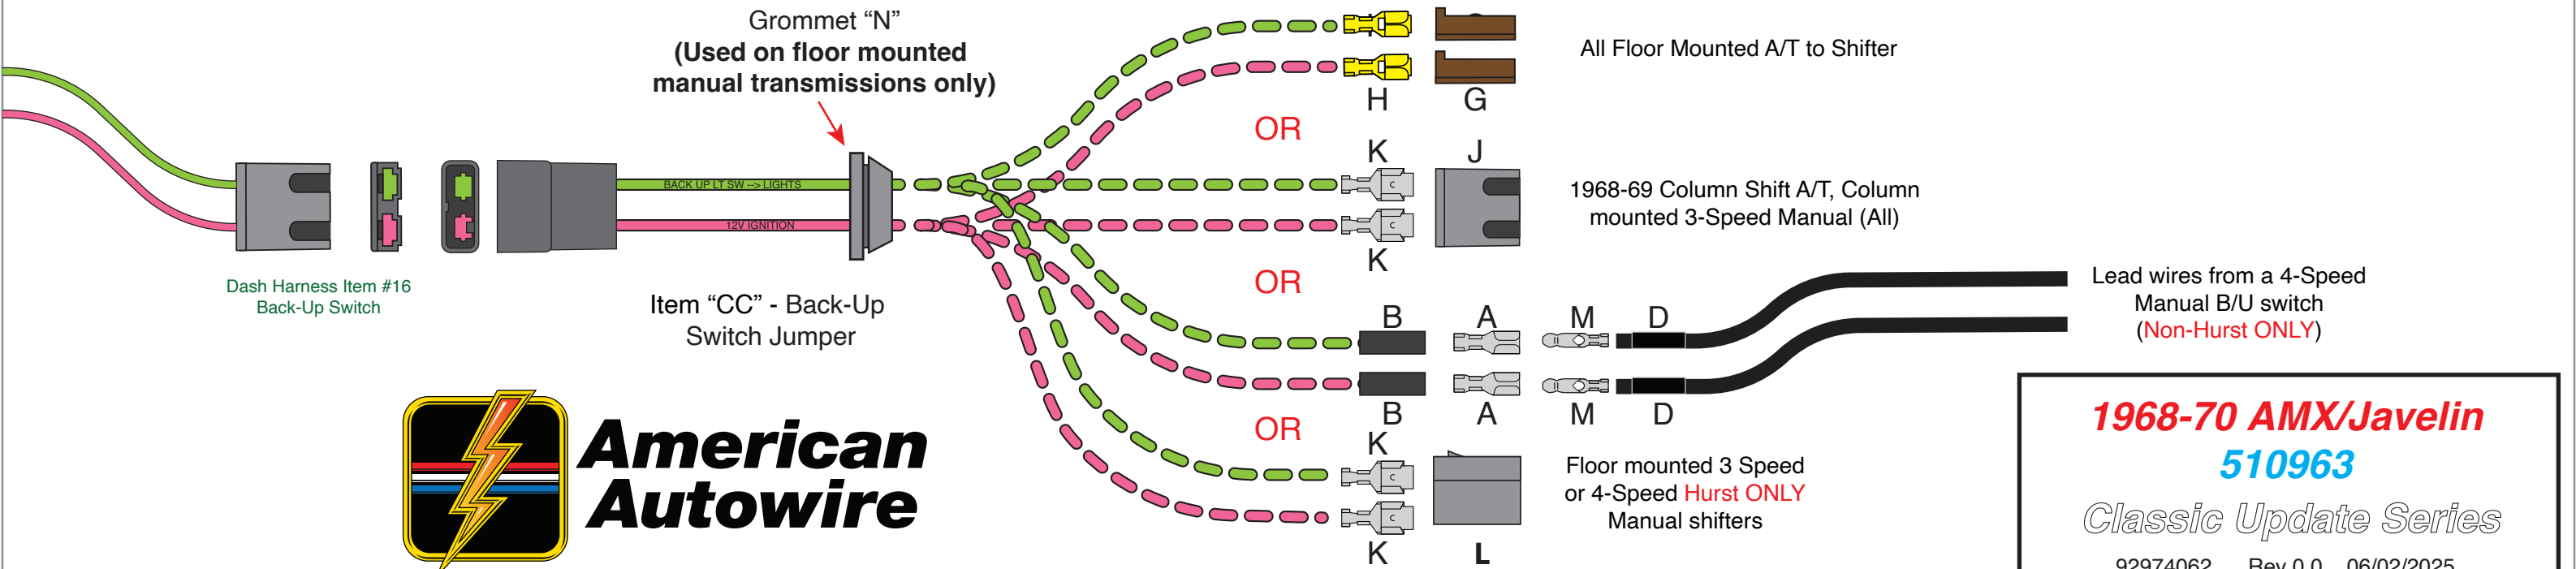 Grommet “N”
(Used on floor mounted
manual transmissions only)
BACK UP LT SW --> LIGHTS
12V IGNITION
Dash Harness Item #16
Back-Up Switch
Item “CC” - Back-Up
Switch Jumper
American
Autowire
H
G
All Floor Mounted A/T to Shifter
OR
K
J
C
C
K
1968-69 Column Shift A/T, Column
mounted 3-Speed Manual (All)
OR
B
A
M
D
B
A
M
D
Lead wires from a 4-Speed
Manual B/U switch
(Non-Hurst ONLY)
OR
K
C
C
K
L
Floor mounted 3 Speed
or 4-Speed Hurst ONLY
Manual shifters
1968-70 AMX/Javelin
510963
Classic Update Series
92974062 Rev 0.0 06/02/2025